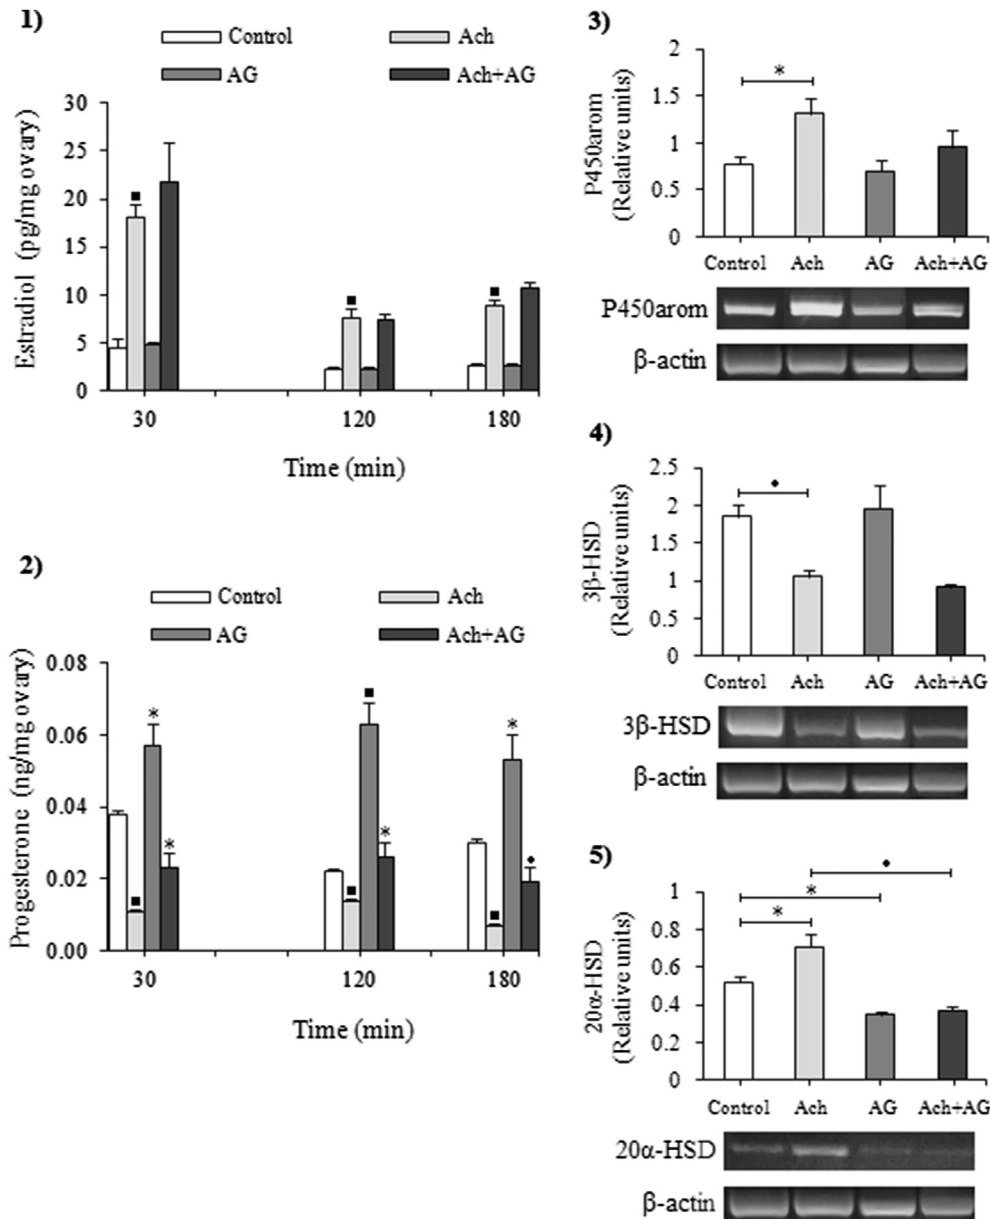 1)
Control
Ach
AG
Ach+AG
Estradiol (pg/mg ovary)
30
25
20
15
10
5
0
30
120
180
Time (min)
2)
Control
Ach
AG
Ach+AG
Progesterone (ng/mg ovary)
0.08
0.06
0.04
0.02
0.00
30
120
180
Time (min)
3)
P450arom
(Relative units)
2
1.5
1
0.5
0
*
Control
Ach
AG
Ach+AG
P450arom
β-actin
4)
3β-HSD
(Relative units)
2.5
2
1.5
1
0.5
0
Control
Ach
AG
Ach+AG
3β-HSD
β-actin
5)
20α-HSD
(Relative units)
1
0.8
0.6
0.4
0.2
0
*
*
Control
Ach
AG
Ach+AG
20α-HSD
β-actin